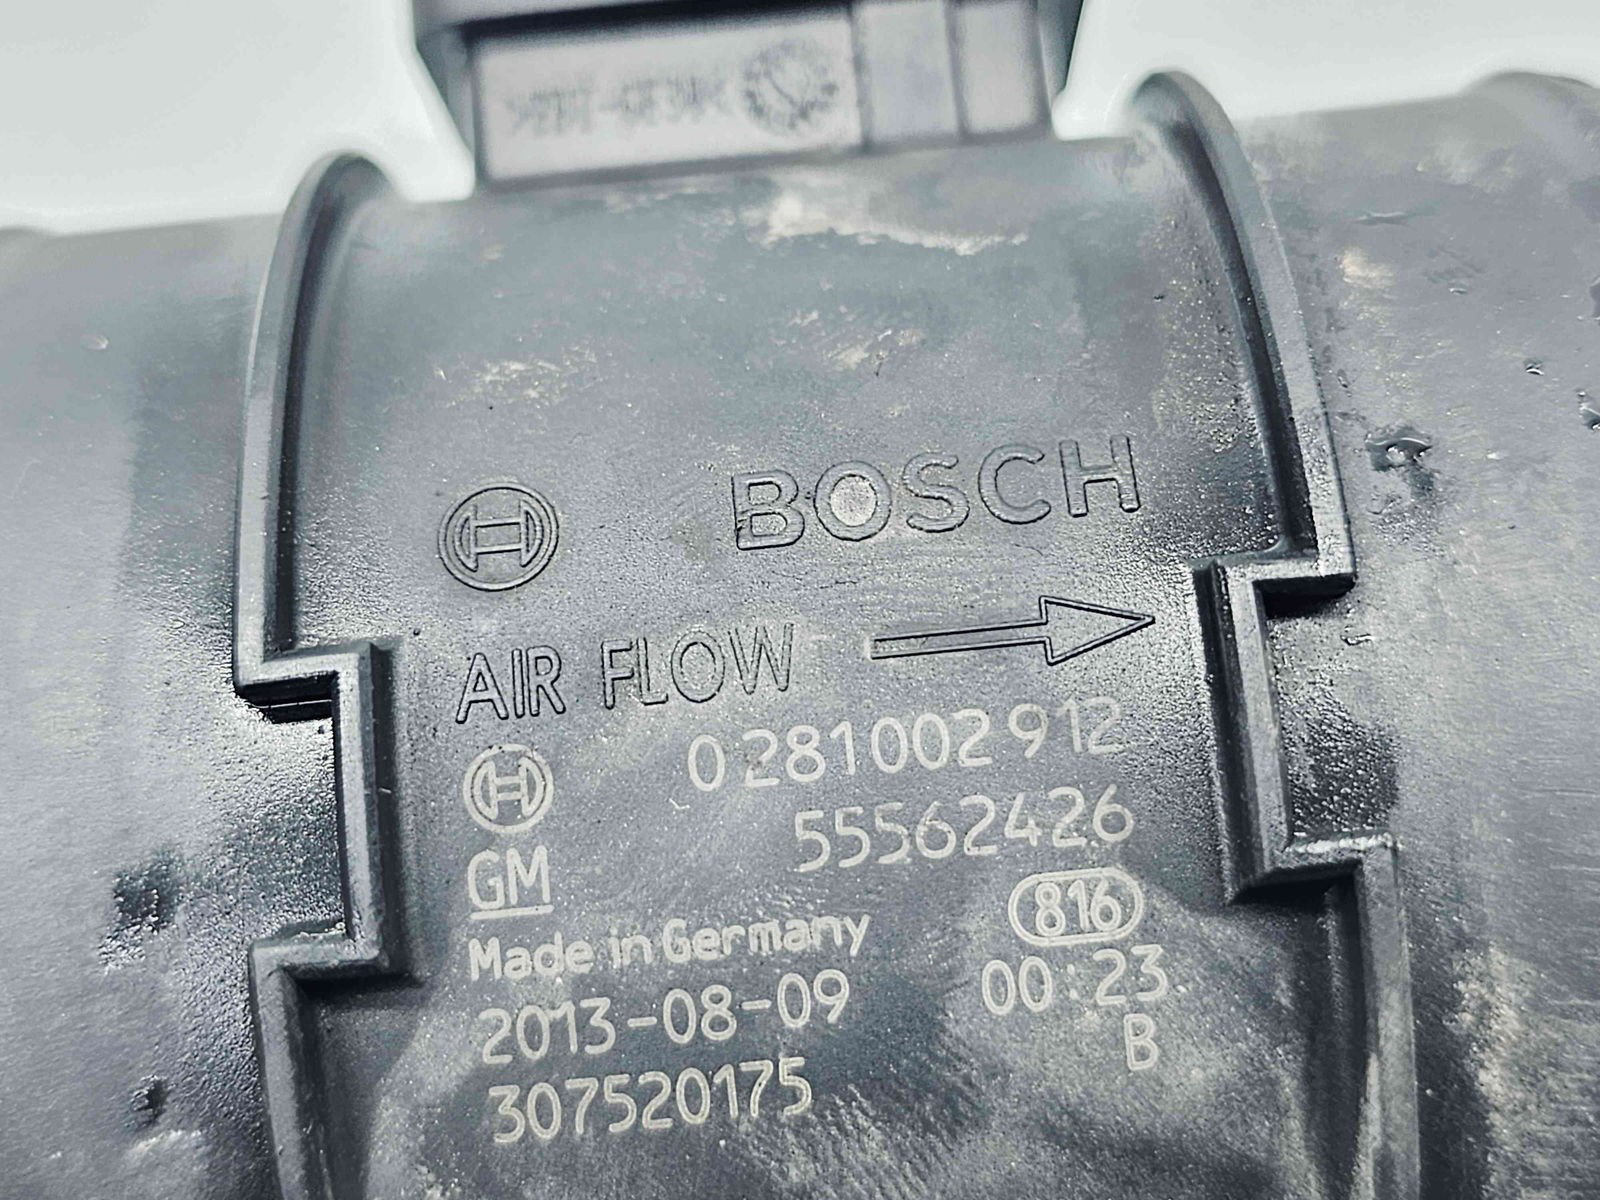 BOSCH
AIR FLOW
0 281 002 912
55562426
GM
816
Made in Germany
00:23
2013-08-09
B
307520175